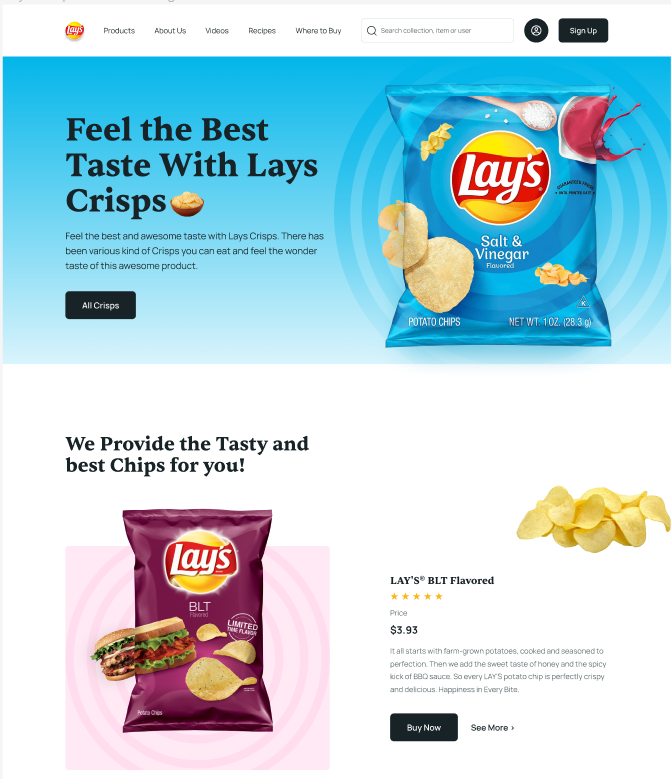 Lay's
Products
About Us
Videos
Recipes
Where to Buy
Search collection, item or user
Sign Up
Feel the Best
Taste With Lays
Crisps
Feel the best and awesome taste with Lays Crisps. There has
been various kind of Crisps you can eat and feel the wonder
taste of this awesome product.
All Crisps
Lay's
GUARANTEED FRESH
UNTIL PRINTED DATE
Salt &
Vinegar
Flavored
K
POTATO CHIPS
NET WT. 1 OZ. (28.3 g)
We Provide the Tasty and
best Chips for you!
Lay's
BLT
Flavored
LIMITED
TIME FLAVOR
Potato Chips
LAY'S® BLT Flavored
★ ★ ★ ★ ★
Price
$3.93
It all starts with farm-grown potatoes, cooked and seasoned to
perfection. Then we add the sweet taste of honey and the spicy
kick of BBQ sauce. So every LAY'S potato chip is perfectly crispy
and delicious. Happiness in Every Bite.
Buy Now
See More ›